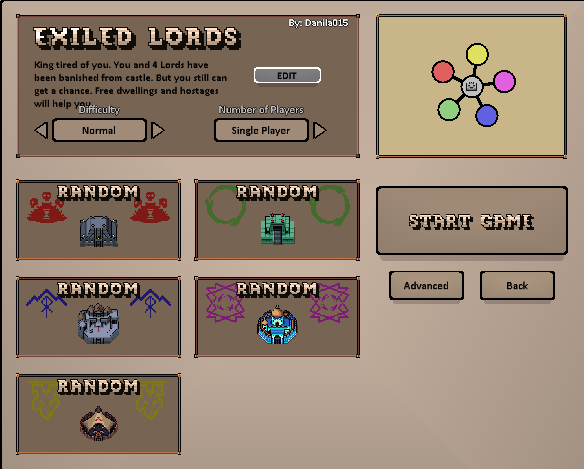 By: Danila015
EXILED LORDS
King tired of you. You and 4 Lords have
been banished from castle. But you still can
get a chance. Free dwellings and hostages
will help you.
EDIT
Difficulty
Number of Players
Normal
Single Player
RANDOM
RANDOM
START GAME
Advanced
Back
RANDOM
RANDOM
RANDOM